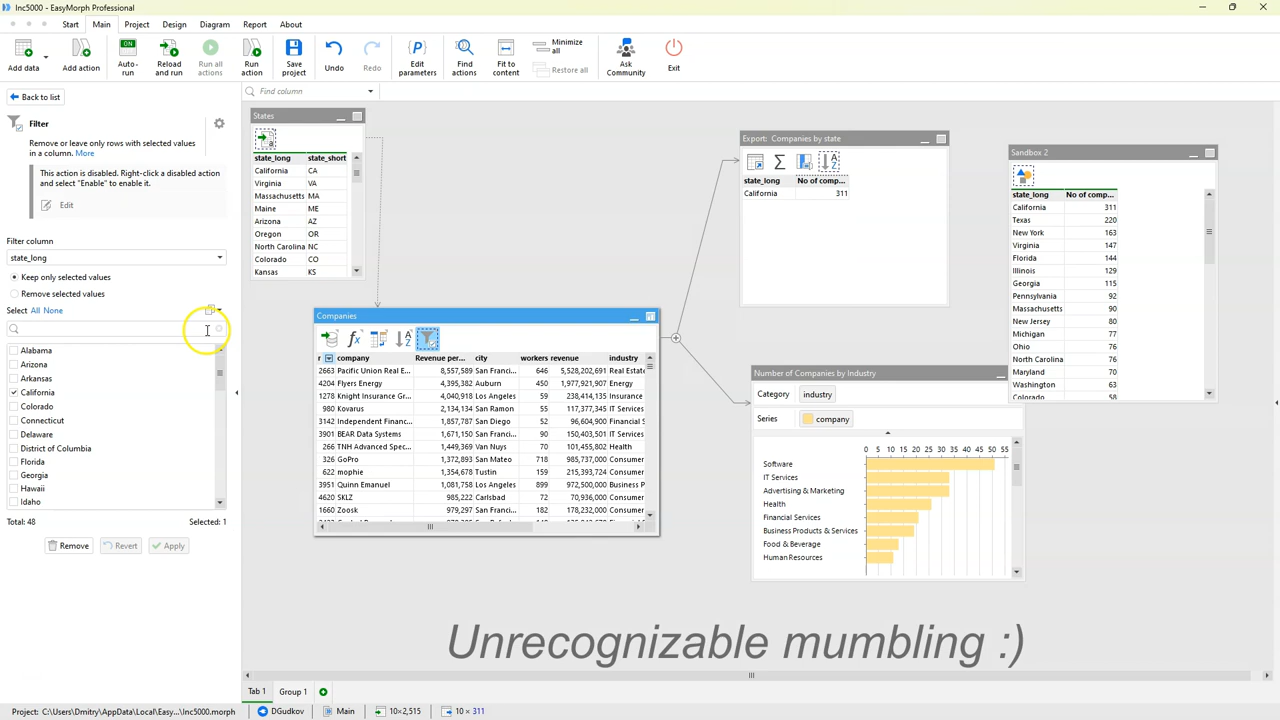 Inc5000 - EasyMorph Professional
Start Main Project Design Diagram Report About
Add data
Add action
ON
Auto-run
Reload and run
Run all actions
Run action
Save project
Undo
Redo
Edit parameters
Find actions
Fit to content
Minimize all
Restore all
Ask Community
Exit
Back to list
Find column
Filter
Remove or leave only rows with selected values
in a column. More
This action is disabled. Right-click a disabled action
and select "Enable" to enable it.
Edit
Filter column
state_long
Keep only selected values
Remove selected values
Select All None
Alabama
Arizona
Arkansas
California
Colorado
Connecticut
Delaware
District of Columbia
Florida
Georgia
Hawaii
Idaho
Total: 48 Selected: 1
Remove Revert Apply
States
state_long state_short
California CA
Virginia VA
Massachusetts MA
Maine ME
Arizona AZ
Oregon OR
North Carolina NC
Colorado CO
Kansas KS
Companies
r company Revenue per... city workers revenue industry
2663 Pacific Union Real E... 8,557,589 San Franci... 646 5,528,202,691 Real Estate
4204 Flyers Energy 4,395,382 Auburn 450 1,977,921,907 Energy
1278 Knight Insurance Gr... 4,040,918 Los Angeles 59 238,414,135 Insurance
980 Kovarus 2,134,134 San Ramon 55 117,377,345 IT Services
3142 Independent Financ... 1,857,787 San Diego 52 96,604,900 Financial S
3901 BEAR Data Systems 1,671,150 San Franci... 90 150,403,501 IT Services
266 TNH Advanced Spec... 1,449,369 Van Nuys 70 101,455,802 Health
326 GoPro 1,372,893 San Mateo 718 985,737,000 Consumer
622 mophie 1,354,678 Tustin 159 215,393,724 Consumer
3951 Quinn Emanuel 1,081,758 Los Angeles 899 972,500,000 Business P
4620 SKLZ 985,222 Carlsbad 72 70,936,000 Consumer
1660 Zoosk 979,297 San Franci... 182 178,232,000 Consumer
Export: Companies by state
state_long No of comp...
California 311
Sandbox 2
state_long No of comp...
California 311
Texas 220
New York 163
Virginia 147
Florida 144
Illinois 129
Georgia 115
Pennsylvania 92
Massachusetts 90
New Jersey 80
Michigan 77
Ohio 76
North Carolina 76
Maryland 70
Washington 63
Colorado 58
Number of Companies by Industry
Category industry
Series company
0 5 10 15 20 25 30 35 40 45 50 55
Software
IT Services
Advertising & Marketing
Health
Financial Services
Business Products & Services
Food & Beverage
Human Resources
Unrecognizable mumbling :)
Tab 1 Group 1
Project: C:\Users\Dmitry\AppData\Local\Easy...\Inc5000.morph DGudkov Main 10×2,515 10 × 311